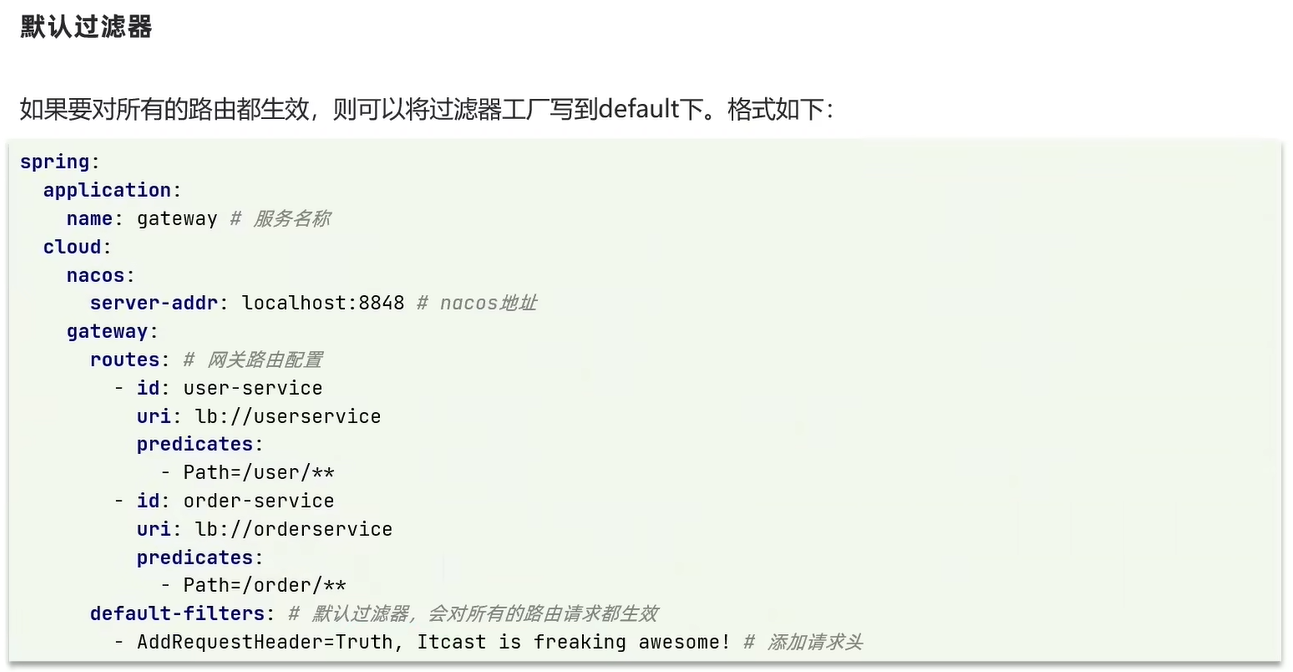 默认过滤器
如果要对所有的路由都生效，则可以将过滤器工厂写到default下。格式如下：
spring:
  application:
    name: gateway # 服务名称
  cloud:
    nacos:
      server-addr: localhost:8848 # nacos地址
    gateway:
      routes: # 网关路由配置
        - id: user-service
          uri: lb://userservice
          predicates:
            - Path=/user/**
        - id: order-service
          uri: lb://orderservice
          predicates:
            - Path=/order/**
      default-filters: # 默认过滤器，会对所有的路由请求都生效
        - AddRequestHeader=Truth, Itcast is freaking awesome! # 添加请求头